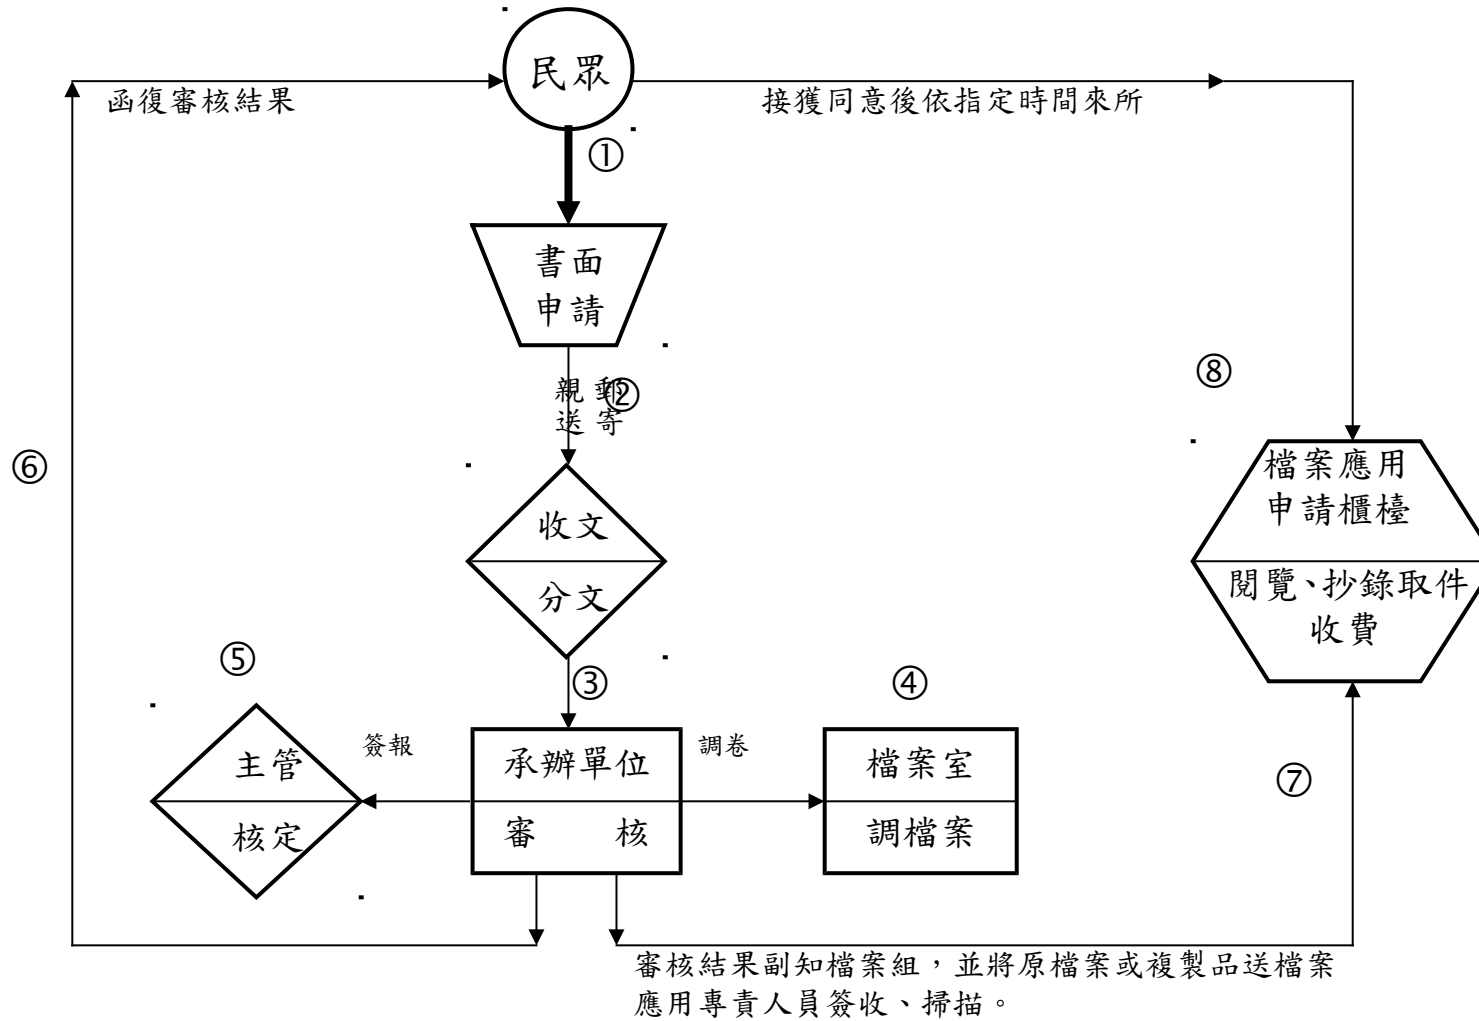 民眾
函復審核結果
接獲同意後依指定時間來所
①
書面
申請
親 郵
送 寄
②
⑧
⑥
檔案應用
申請櫃檯
閱覽、抄錄取件
收費
收文
分文
⑤
③
④
主管
核定
簽報
承辦單位
審 核
調卷
檔案室
調檔案
⑦
審核結果副知檔案組，並將原檔案或複製品送檔案
應用專責人員簽收、掃描。